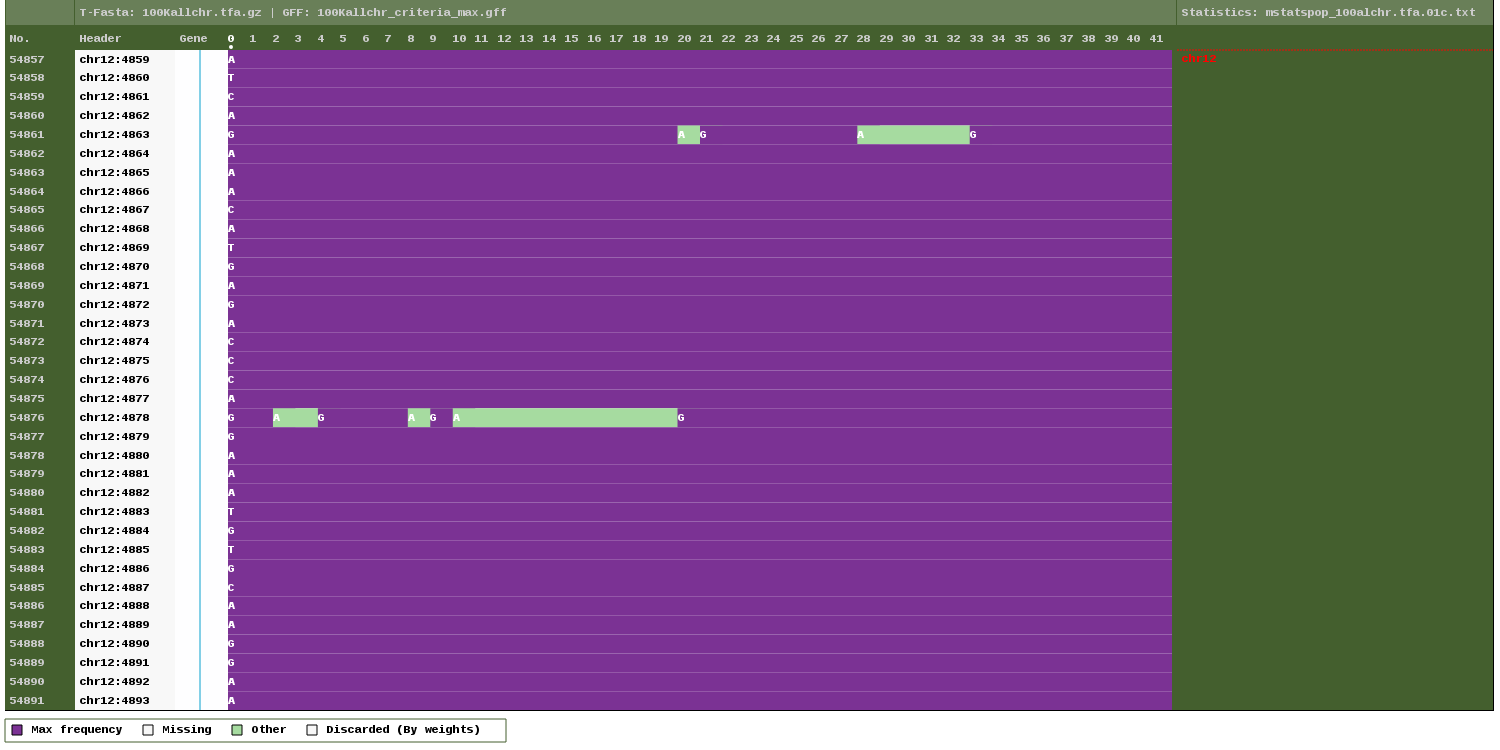 T-Fasta: 100Kallchr.tfa.gz | GFF: 100Kallchr_criteria_max.gff Statistics: mstatspop_100alchr.tfa.01c.txt
No. Header Gene 0 1 2 3 4 5 6 7 8 9 10 11 12 13 14 15 16 17 18 19 20 21 22 23 24 25 26 27 28 29 30 31 32 33 34 35 36 37 38 39 40 41
54857 chr12:4859 A chr12
54858 chr12:4860 T
54859 chr12:4861 C
54860 chr12:4862 A
54861 chr12:4863 G A G A G
54862 chr12:4864 A
54863 chr12:4865 A
54864 chr12:4866 A
54865 chr12:4867 C
54866 chr12:4868 A
54867 chr12:4869 T
54868 chr12:4870 G
54869 chr12:4871 A
54870 chr12:4872 G
54871 chr12:4873 A
54872 chr12:4874 C
54873 chr12:4875 C
54874 chr12:4876 C
54875 chr12:4877 A
54876 chr12:4878 G A G A G A G
54877 chr12:4879 G
54878 chr12:4880 A
54879 chr12:4881 A
54880 chr12:4882 A
54881 chr12:4883 T
54882 chr12:4884 G
54883 chr12:4885 T
54884 chr12:4886 G
54885 chr12:4887 C
54886 chr12:4888 A
54887 chr12:4889 A
54888 chr12:4890 G
54889 chr12:4891 G
54890 chr12:4892 A
54891 chr12:4893 A
Max frequency Missing Other Discarded (By weights)